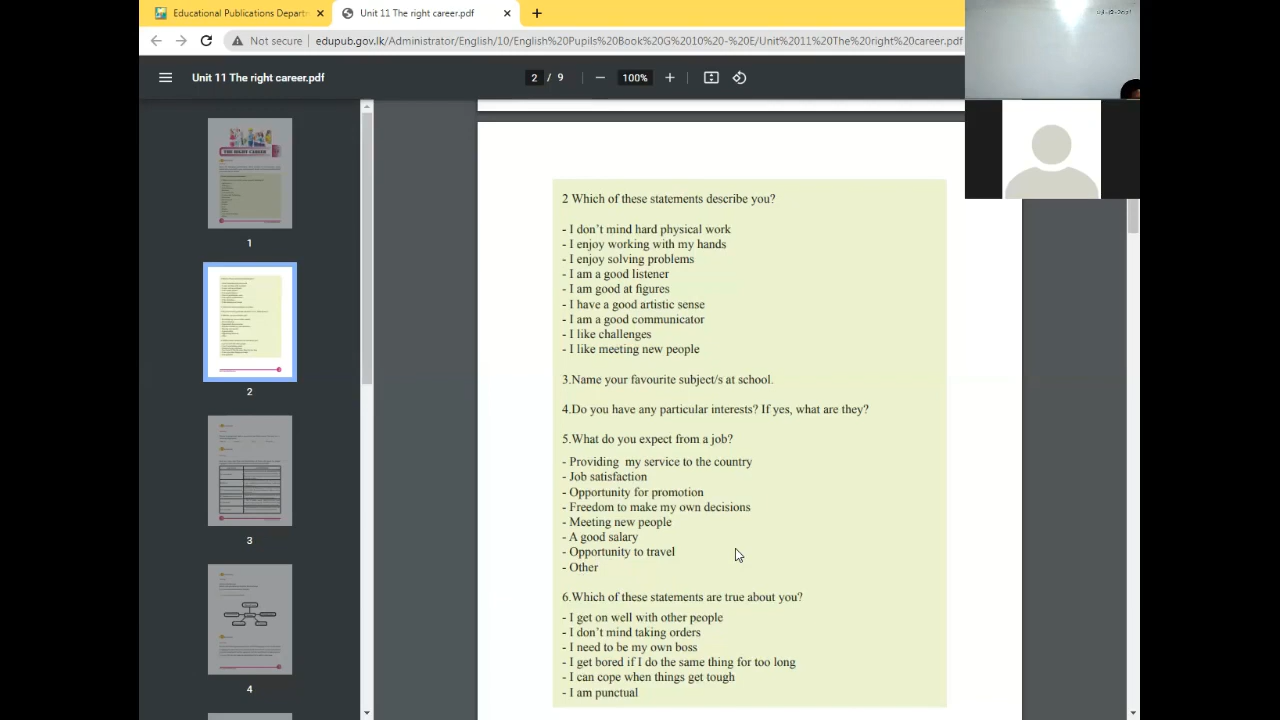 Educational Publications Departm
Unit 11 The right career.pdf
Not secure
edupub.gov.lk/Administrator/English/10/English%20Pupils%20Book%20G%2010%20-%20E/Unit%2011%20The%20right%20career.pdf
Unit 11 The right career.pdf
2 / 9
100%
THE RIGHT CAREER
1
2
3
4
2 Which of these statements describe you?
- I don't mind hard physical work
- I enjoy working with my hands
- I enjoy solving problems
- I am a good listener
- I am good at figures
- I have a good artistic sense
- I am a good communicator
- I like challenges
- I like meeting new people
3.Name your favourite subject/s at school.
4.Do you have any particular interests? If yes, what are they?
5.What do you expect from a job?
- Providing my service to the country
- Job satisfaction
- Opportunity for promotion
- Freedom to make my own decisions
- Meeting new people
- A good salary
- Opportunity to travel
- Other
6.Which of these statements are true about you?
- I get on well with other people
- I don't mind taking orders
- I need to be my own boss
- I get bored if I do the same thing for too long
- I can cope when things get tough
- I am punctual